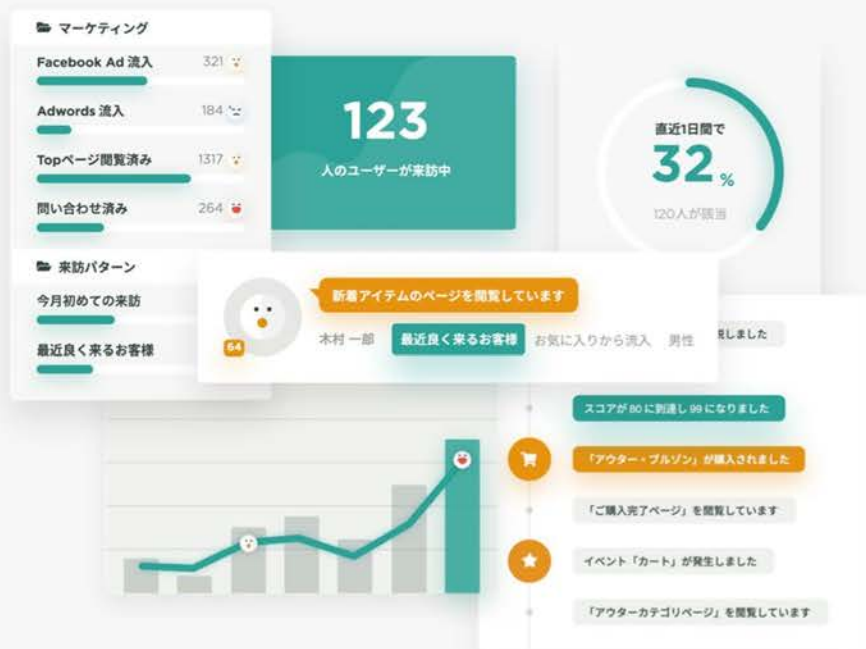 マーケティング
Facebook Ad 流入 321
Adwords 流入 184
Topページ閲覧済み 1317
問い合わせ済み 264
来訪パターン
今月初めての来訪
最近良く来るお客様
123
人のユーザーが来訪中
直近1日間で
32 %
120人が該当
新着アイテムのページを閲覧しています
64
木村 一郎 最近良く来るお客様 お気に入りから流入 男性
しました
スコアが 80 に到達し 99 になりました
「アウター・ブルゾン」が購入されました
「ご購入完了ページ」を閲覧しています
イベント「カート」が発生しました
「アウターカテゴリページ」を閲覧しています